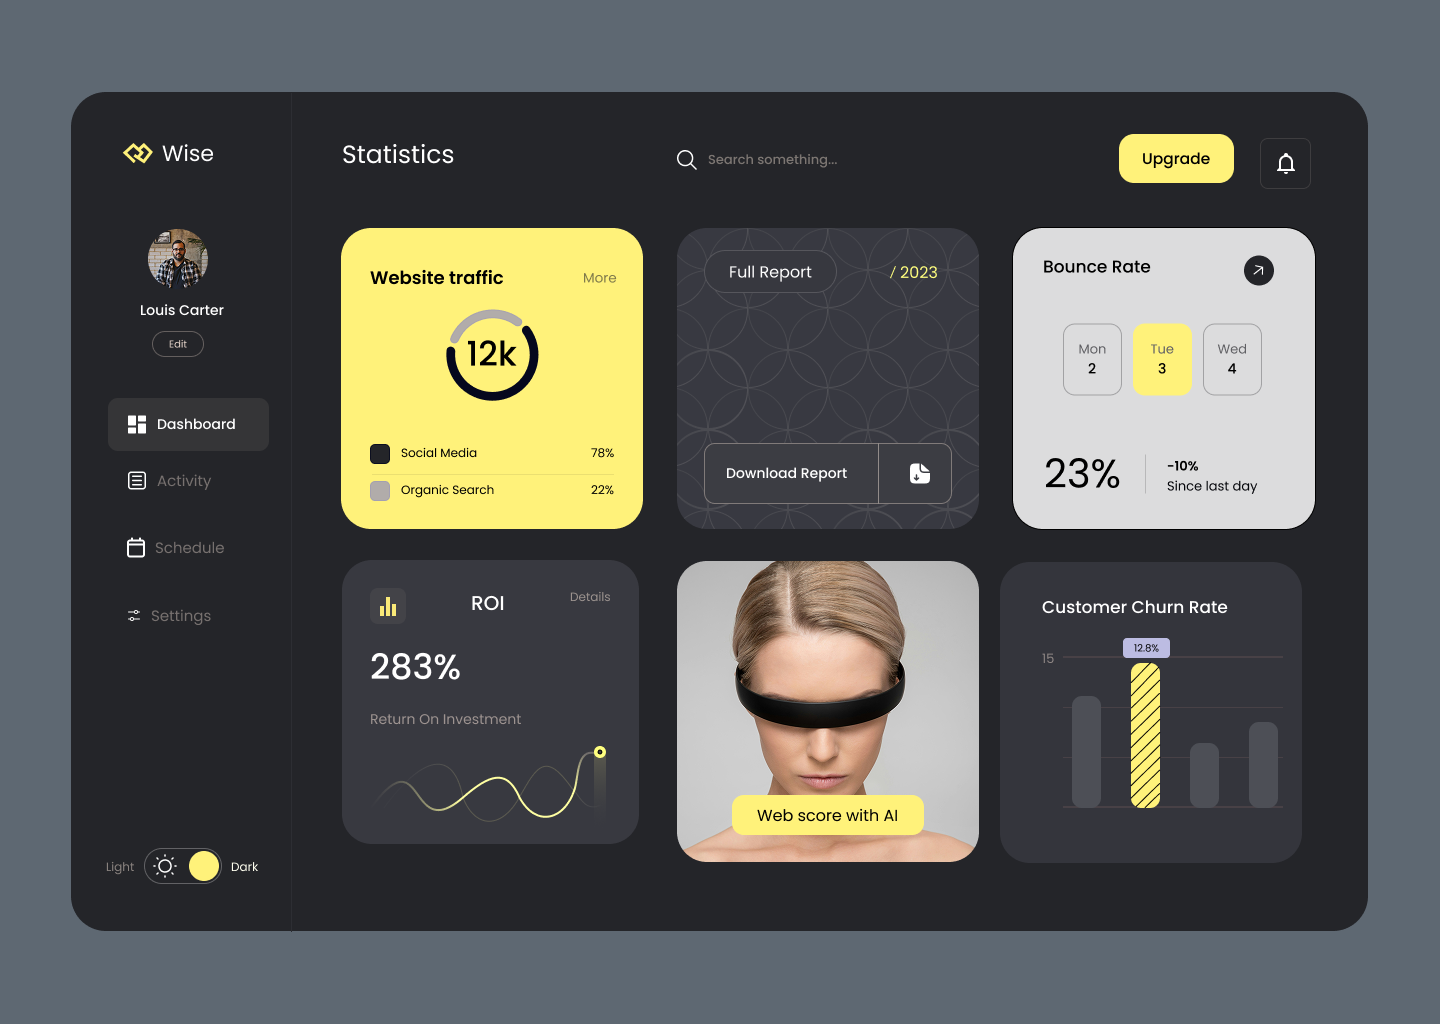 Wise
Statistics
Search something...
Upgrade
Louis Carter
Edit
Dashboard
Activity
Schedule
Settings
Light
Dark
Website traffic
More
12k
Social Media 78%
Organic Search 22%
Full Report
/ 2023
Download Report
Bounce Rate
Mon
2
Tue
3
Wed
4
23%
-10%
Since last day
ROI
Details
283%
Return On Investment
Web score with AI
Customer Churn Rate
12.8%
15